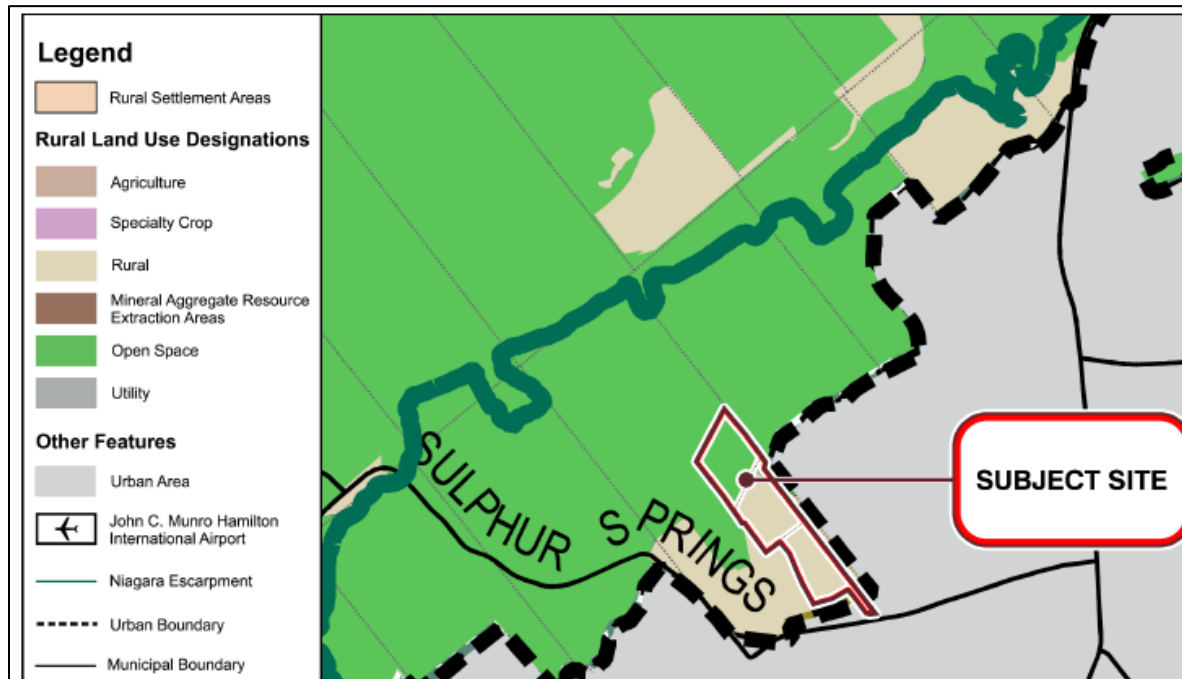 Legend
Rural Settlement Areas
Rural Land Use Designations
Agriculture
Specialty Crop
Rural
Mineral Aggregate Resource
Extraction Areas
Open Space
Utility
Other Features
Urban Area
John C. Munro Hamilton
International Airport
Niagara Escarpment
Urban Boundary
Municipal Boundary
SULPHUR SPRINGS
SUBJECT SITE